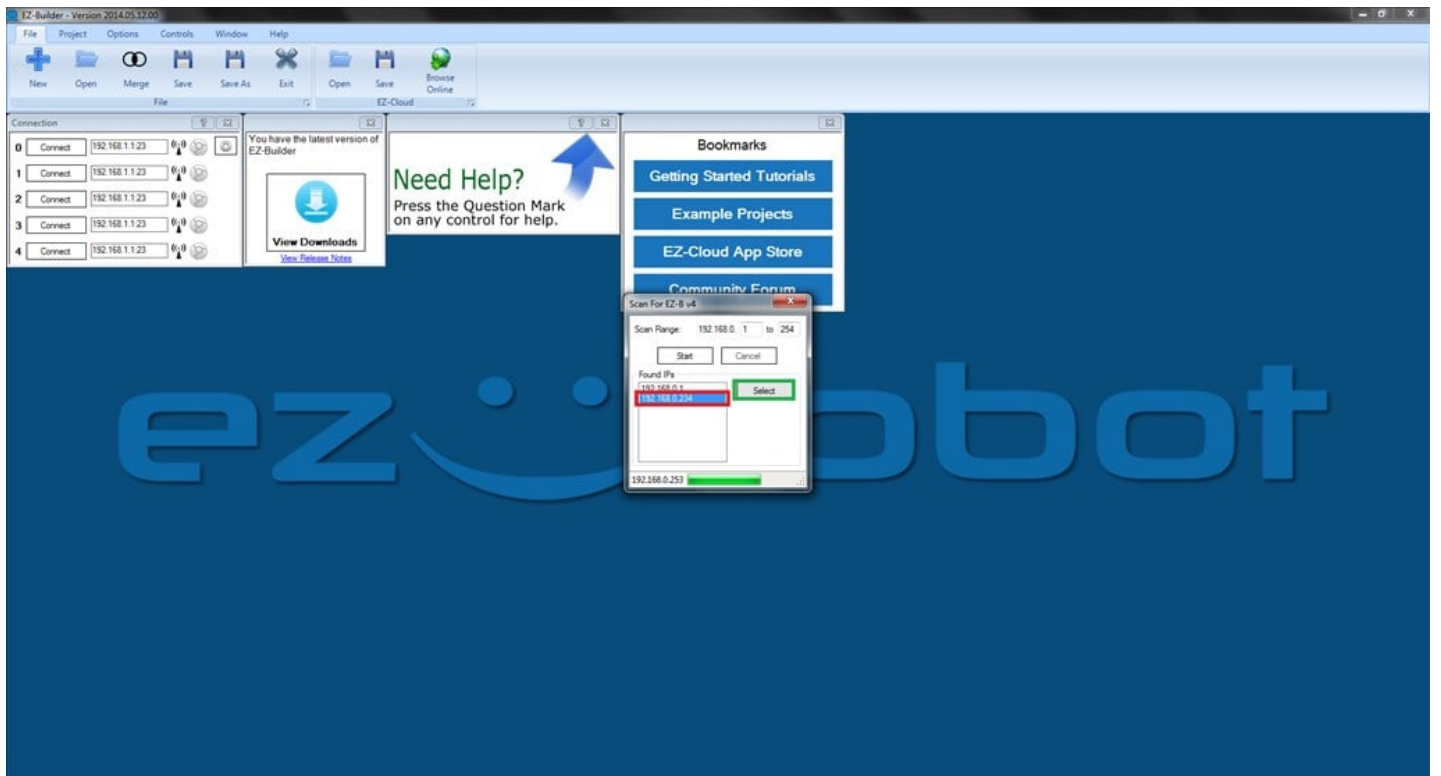 EZ-Builder - Version 2014.05.12.00
File Project Options Controls Window Help
New Open Merge Save Save As Exit Open Save Browse Online
File EZ-Cloud
Connection
0 Connect 192.168.1.1:23
1 Connect 192.168.1.1:23
2 Connect 192.168.1.1:23
3 Connect 192.168.1.1:23
4 Connect 192.168.1.1:23
You have the latest version of
EZ-Builder
View Downloads
View Release Notes
Need Help?
Press the Question Mark
on any control for help.
Bookmarks
Getting Started Tutorials
Example Projects
EZ-Cloud App Store
Community Forum
Scan For EZ-B v4
Scan Range: 192.168.0. 1 to 254
Start Cancel
Found IPs
192.168.0.1
192.168.0.234
Select
192.168.0.253
ez robot